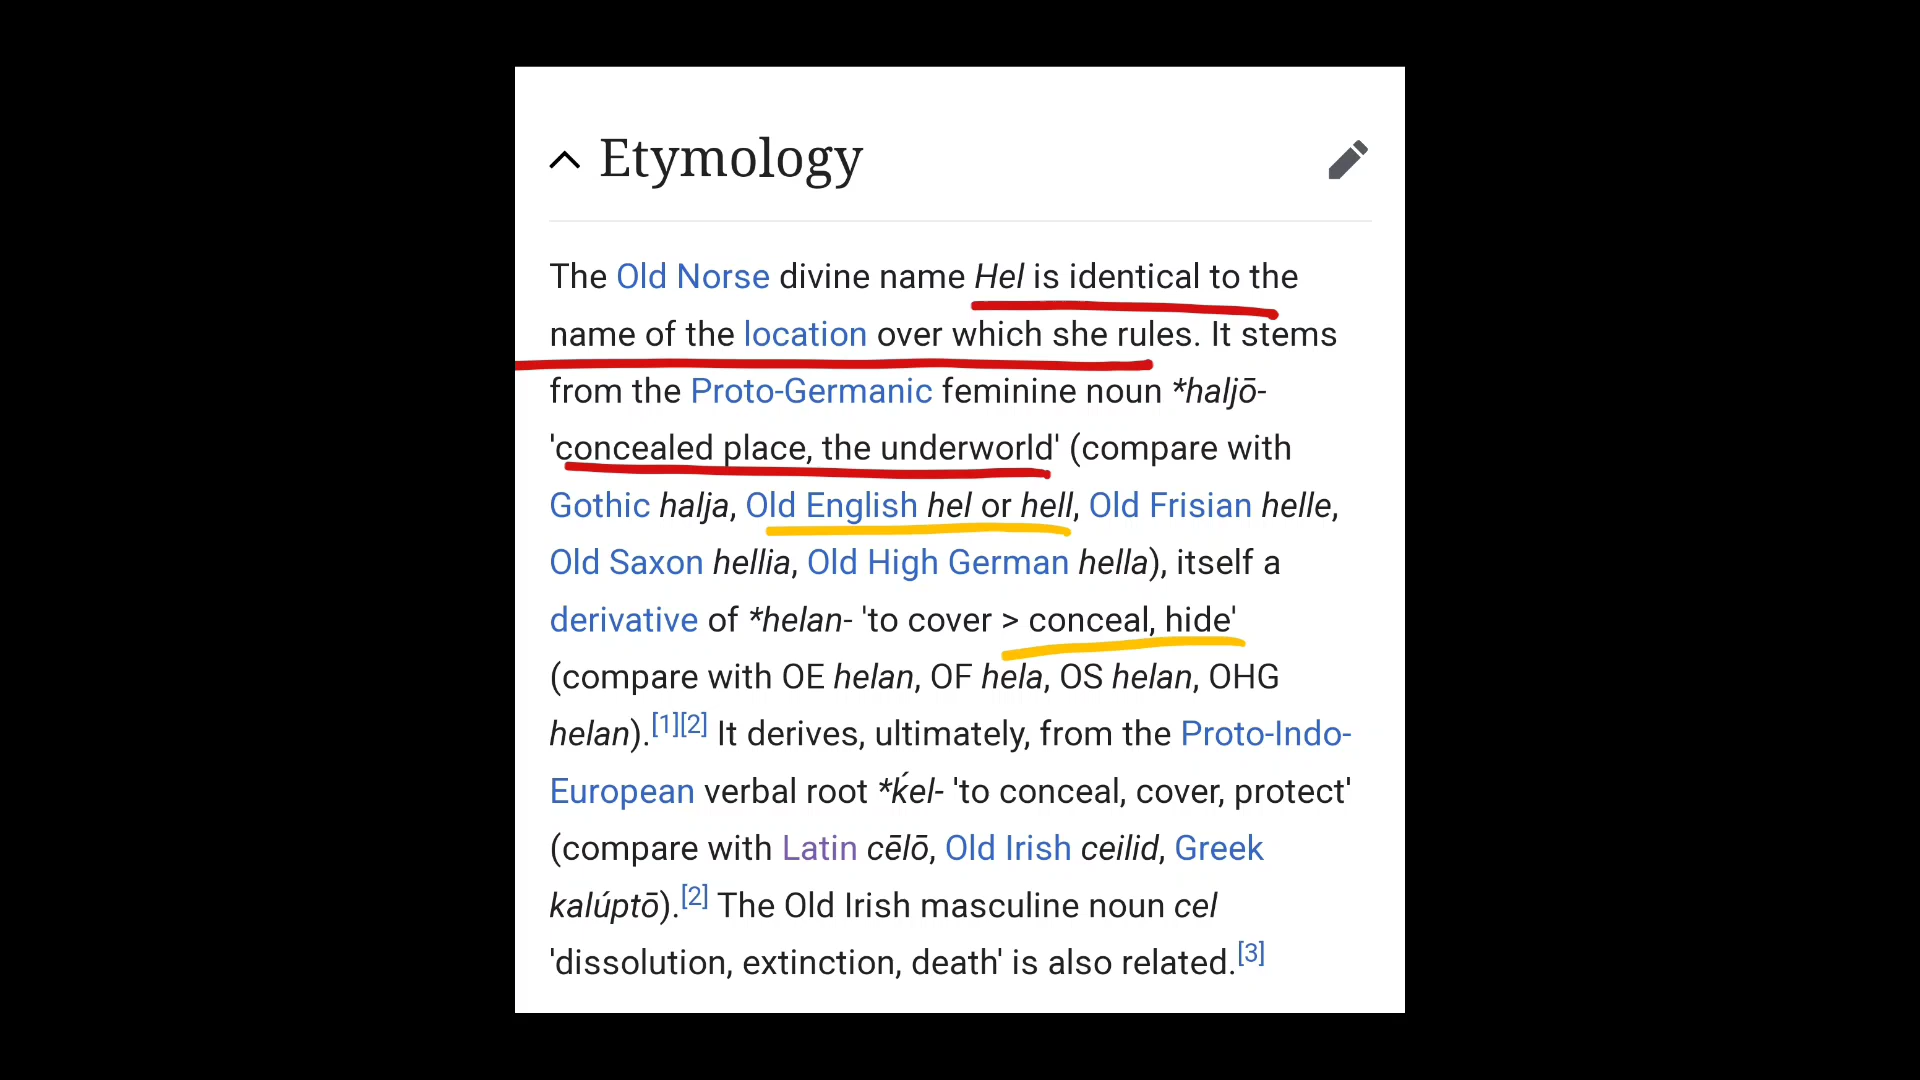 Etymology
The Old Norse divine name Hel is identical to the
name of the location over which she rules. It stems
from the Proto-Germanic feminine noun *haljō-
'concealed place, the underworld' (compare with
Gothic halja, Old English hel or hell, Old Frisian helle,
Old Saxon hellia, Old High German hella), itself a
derivative of *helan- 'to cover > conceal, hide'
(compare with OE helan, OF hela, OS helan, OHG
helan).[1][2] It derives, ultimately, from the Proto-Indo-
European verbal root *ḱel- 'to conceal, cover, protect'
(compare with Latin cēlō, Old Irish ceilid, Greek
kalúptō).[2] The Old Irish masculine noun cel
'dissolution, extinction, death' is also related.[3]